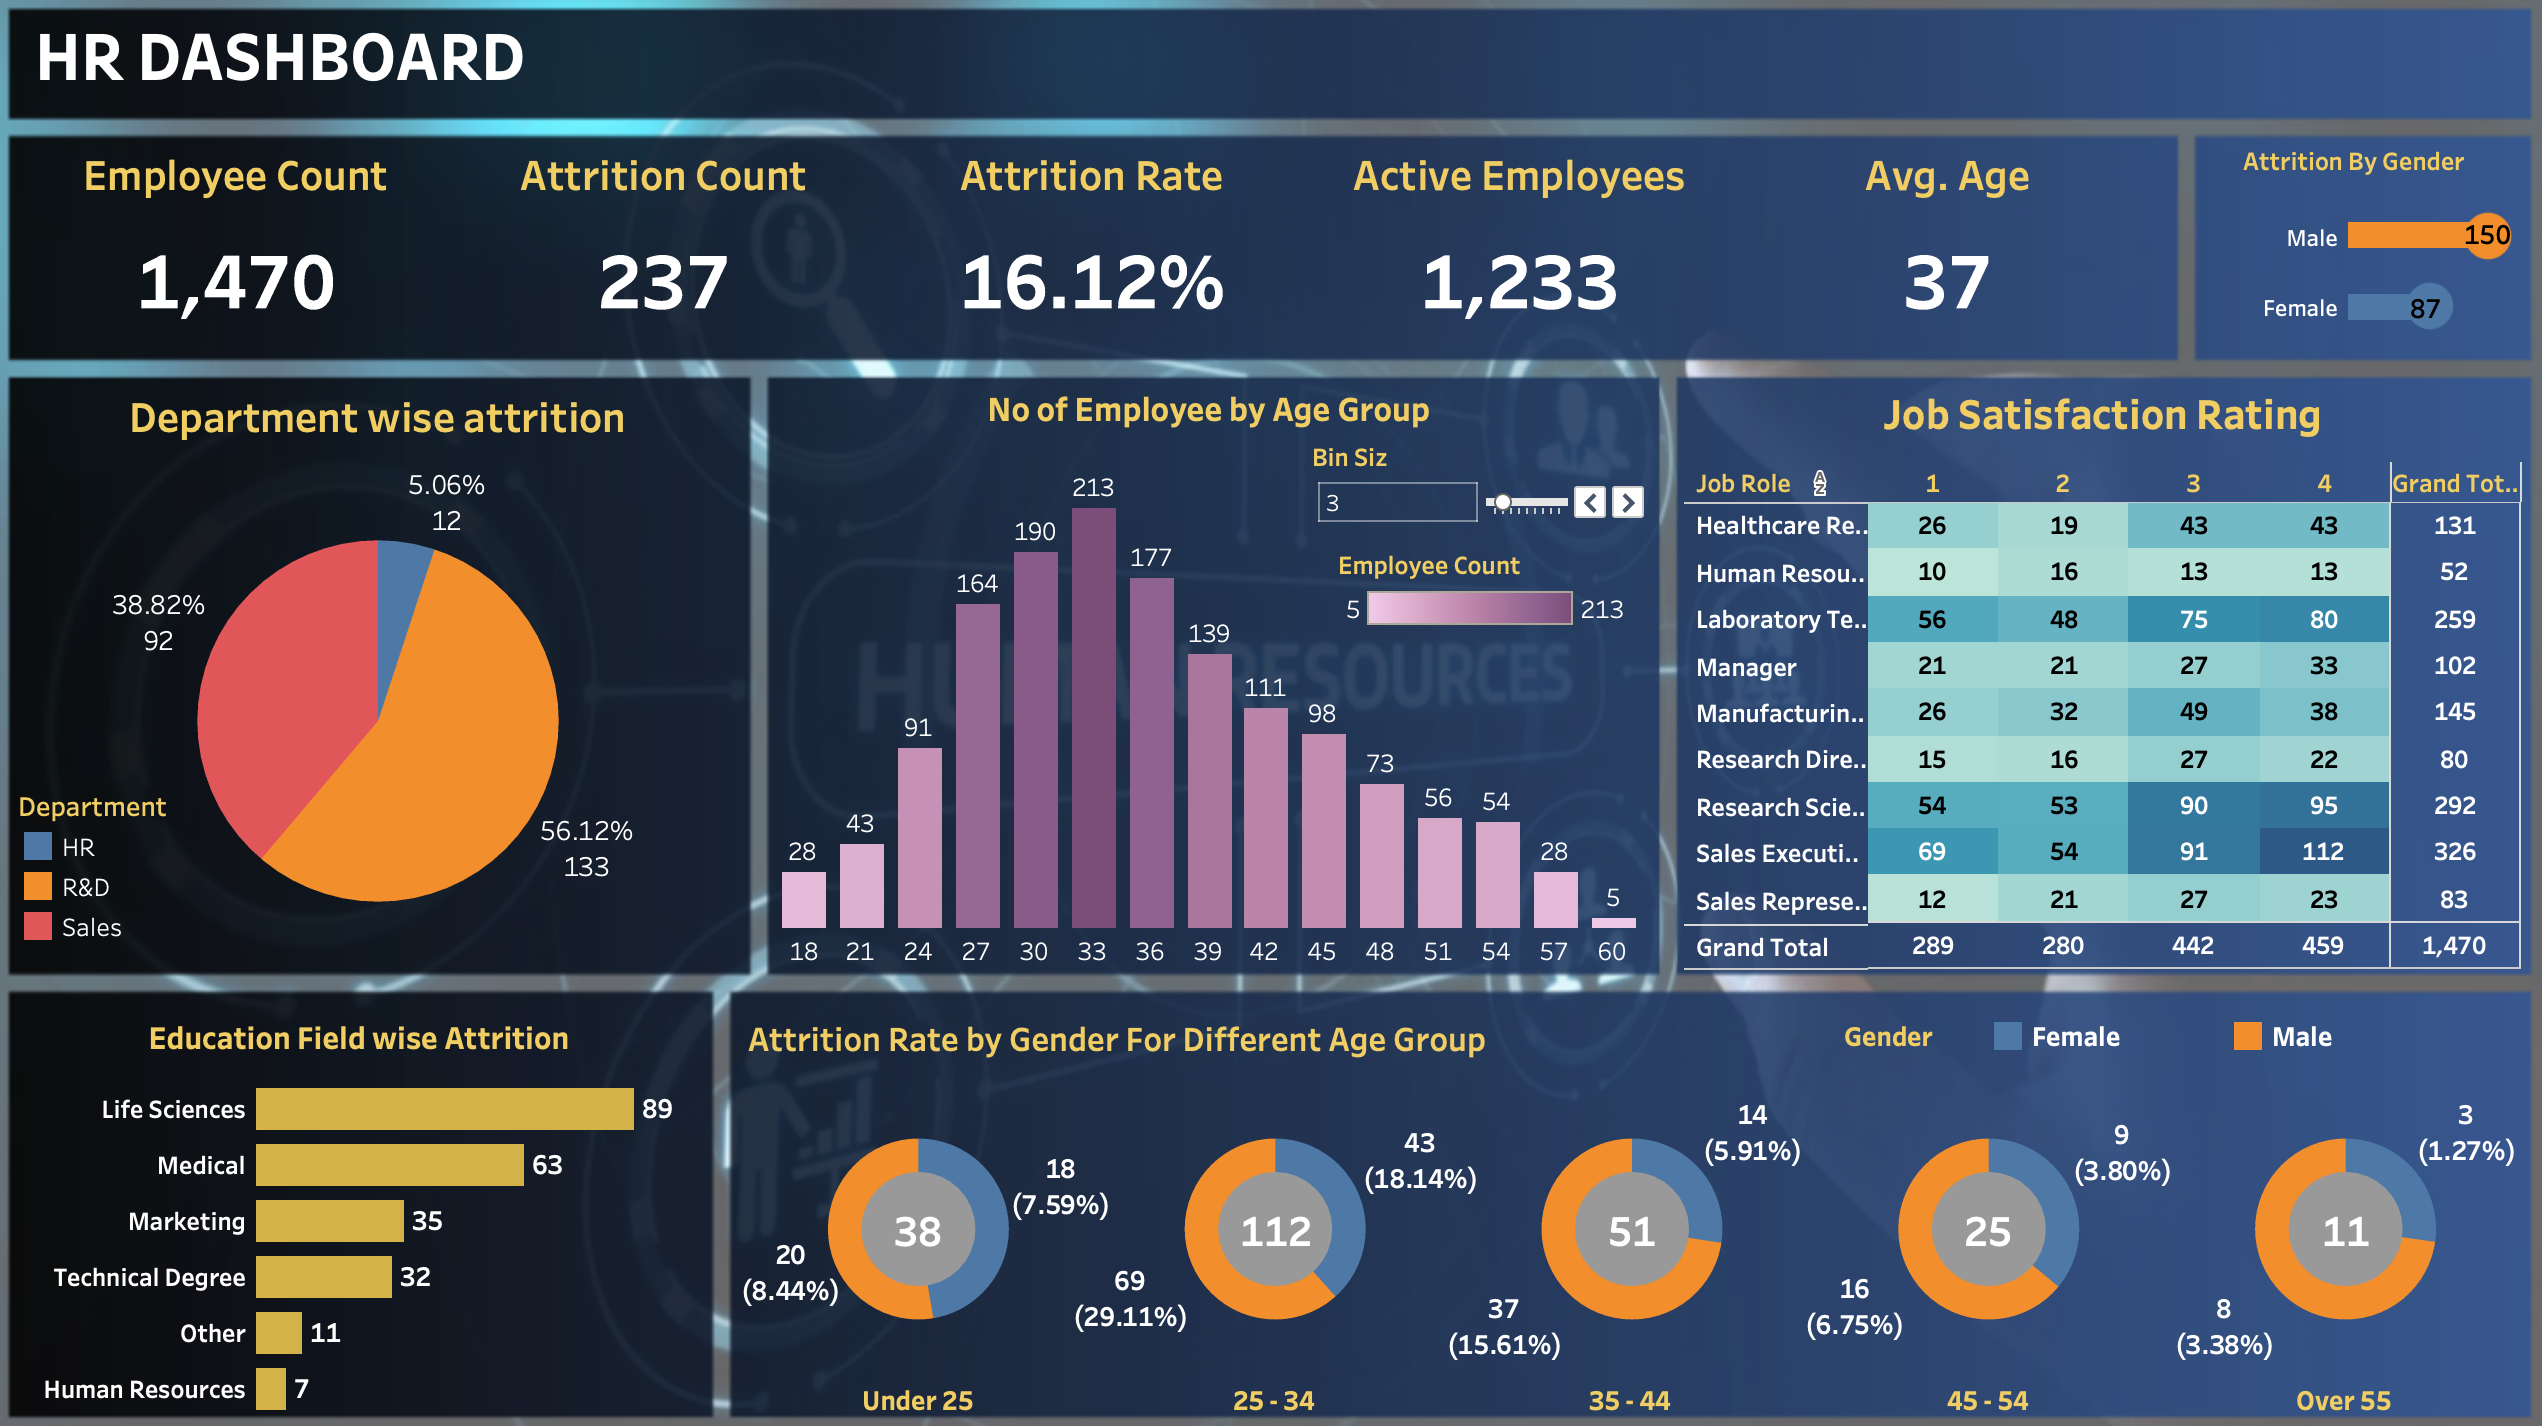 HR DASHBOARD
Employee Count
1,470
Attrition Count
237
Attrition Rate
16.12%
Active Employees
1,233
Avg. Age
37
Attrition By Gender
Male 150
Female 87
Department wise attrition
5.06%
12
38.82%
92
56.12%
133
Department
HR
R&D
Sales
No of Employee by Age Group
Bin Siz
3
Employee Count
5 213
28 43 91 164 190 213 177 139 111 98 73 56 54 28 5
18 21 24 27 30 33 36 39 42 45 48 51 54 57 60
HUMAN RESOURCES
Job Satisfaction Rating
Job Role 1 2 3 4 Grand Tot..
Healthcare Re.. 26 19 43 43 131
Human Resou.. 10 16 13 13 52
Laboratory Te.. 56 48 75 80 259
Manager 21 21 27 33 102
Manufacturin.. 26 32 49 38 145
Research Dire.. 15 16 27 22 80
Research Scie.. 54 53 90 95 292
Sales Executi.. 69 54 91 112 326
Sales Represe.. 12 21 27 23 83
Grand Total 289 280 442 459 1,470
Education Field wise Attrition
Life Sciences 89
Medical 63
Marketing 35
Technical Degree 32
Other 11
Human Resources 7
Attrition Rate by Gender For Different Age Group
Gender Female Male
18
(7.59%)
38
20
(8.44%)
Under 25
43
(18.14%)
112
69
(29.11%)
25 - 34
14
(5.91%)
51
37
(15.61%)
35 - 44
9
(3.80%)
25
16
(6.75%)
45 - 54
3
(1.27%)
11
8
(3.38%)
Over 55